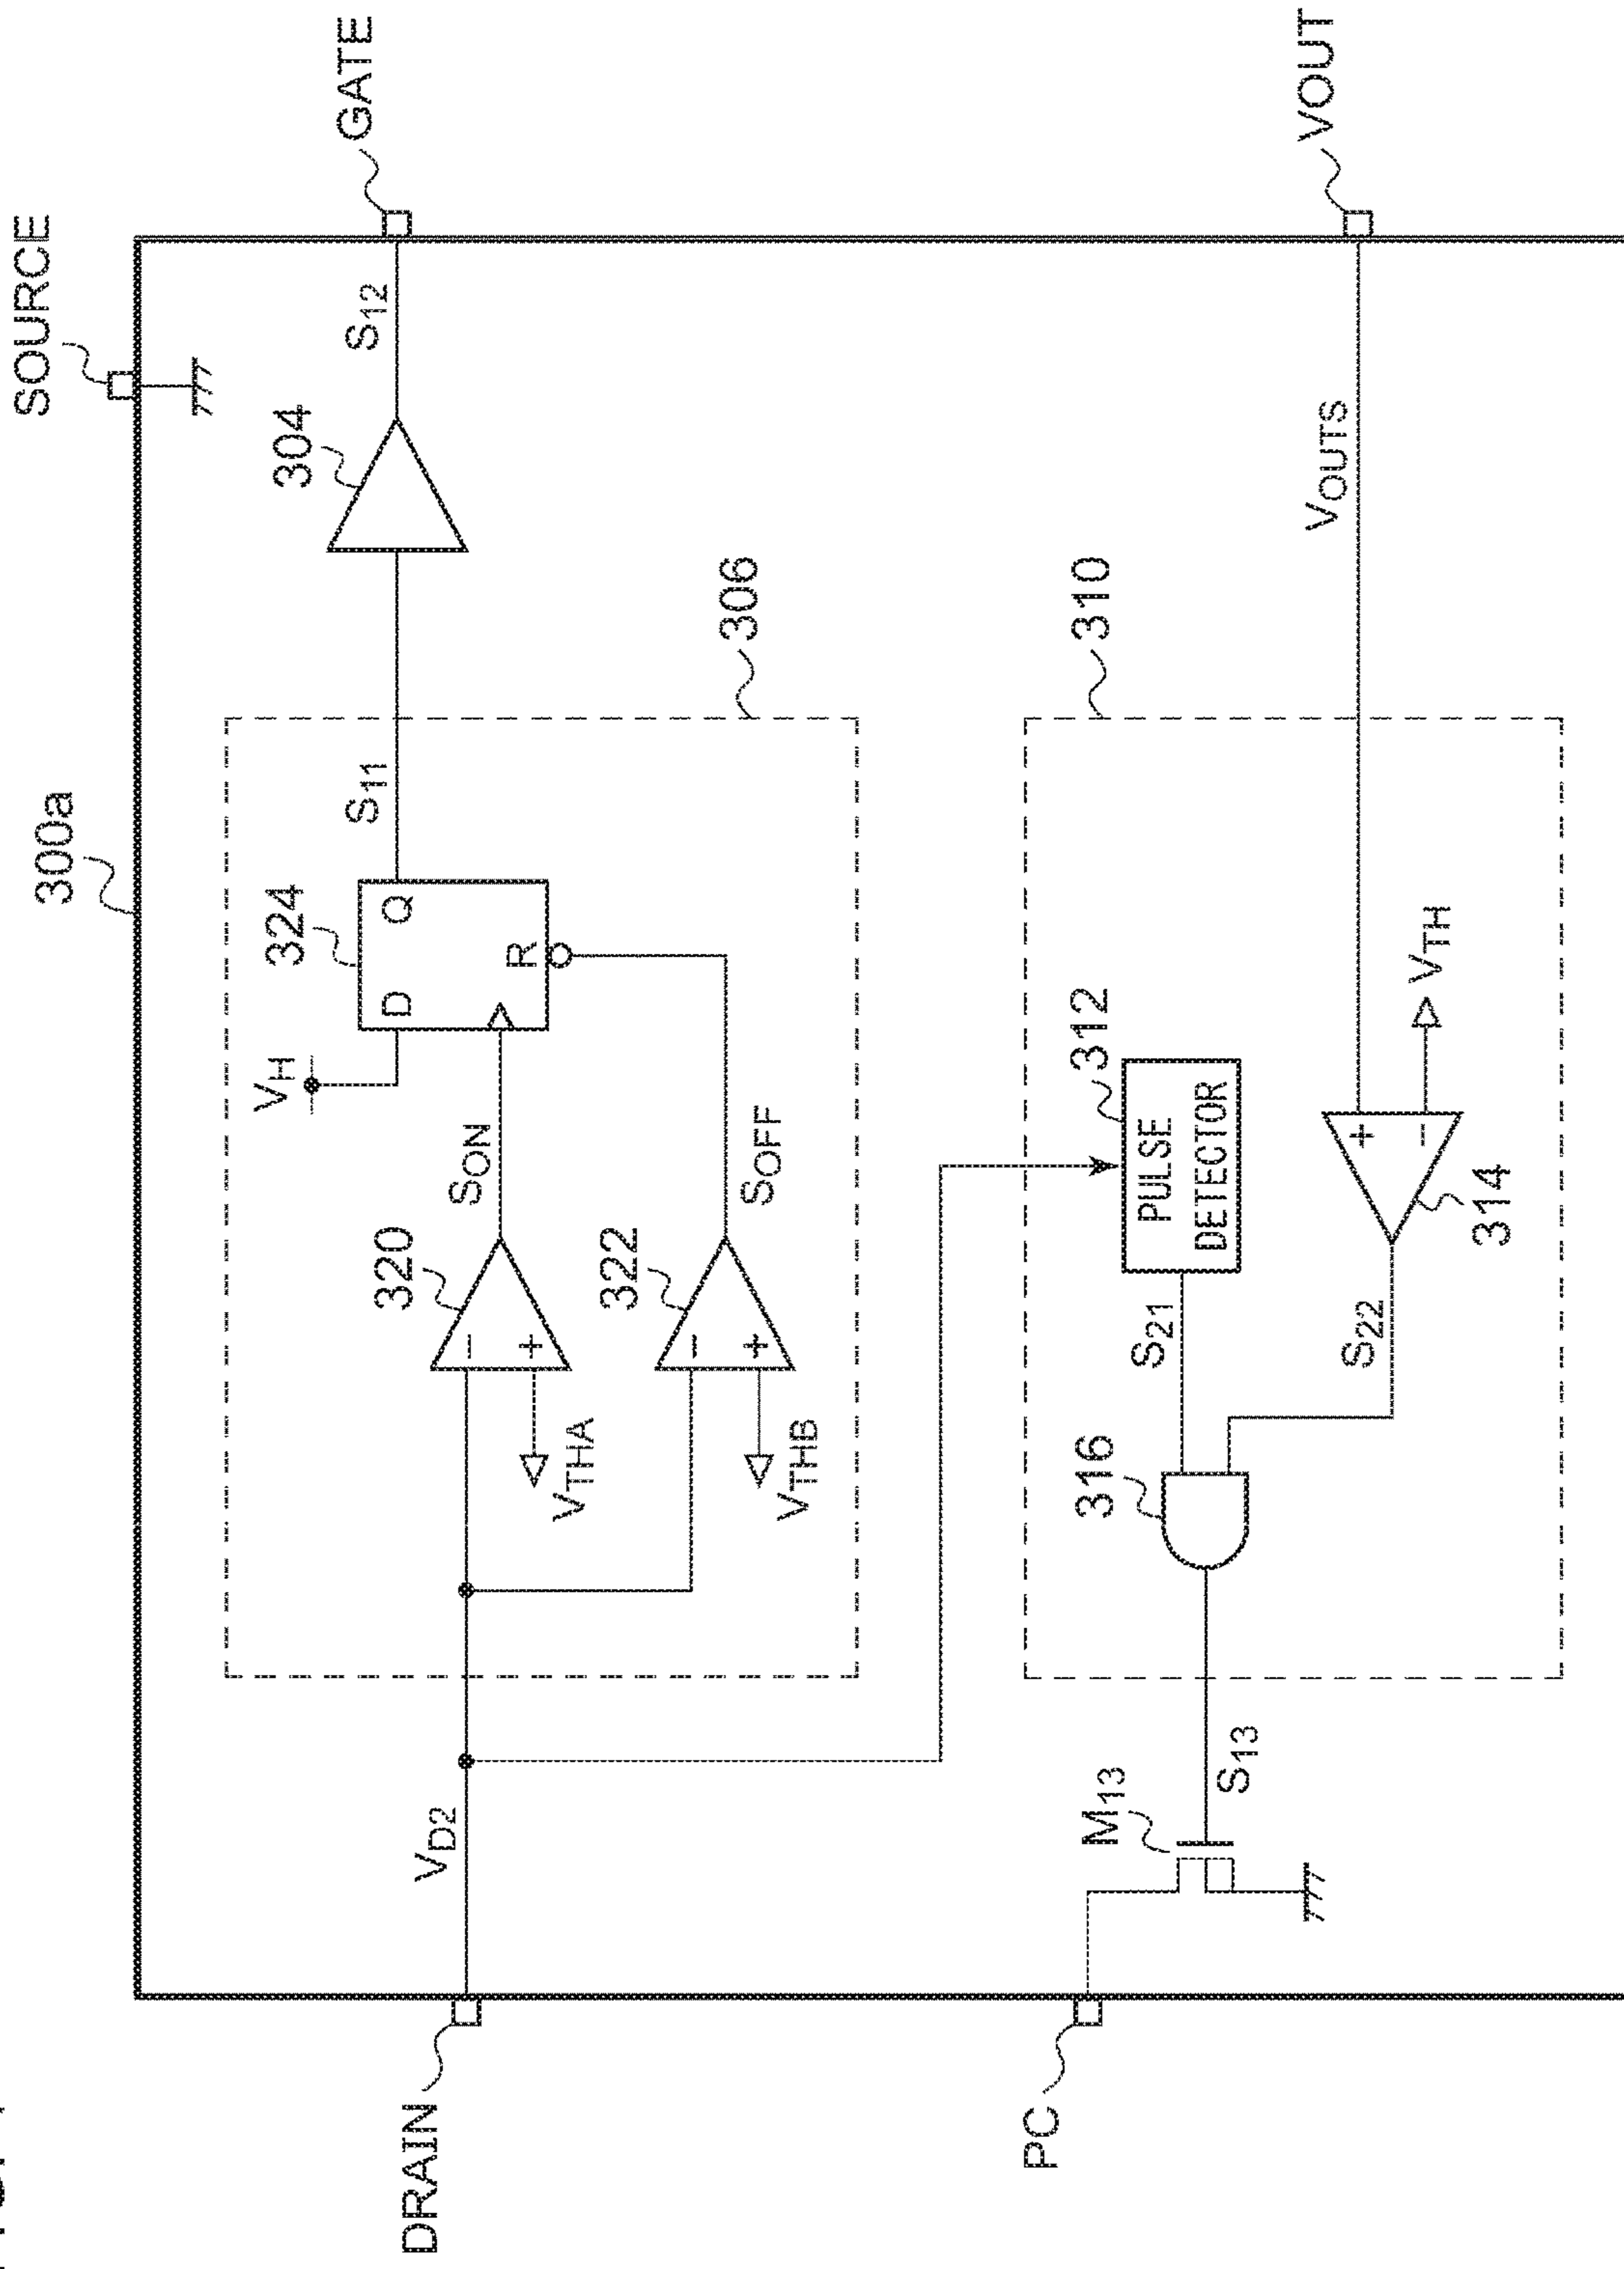 300a
SOURCE
GATE
DRAIN
VD2
306
VH
324
D
Q
R
S11
304
S12
320
−
+
SON
VTHA
322
−
+
SOFF
VTHB
PC
M13
S13
310
316
S21
312
PULSE
DETECTOR
S22
314
+
−
VTH
VOUTS
VOUT